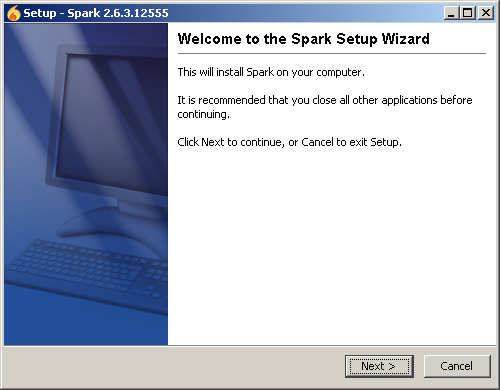 Setup - Spark 2.6.3.12555
Welcome to the Spark Setup Wizard
This will install Spark on your computer.
It is recommended that you close all other applications before
continuing.
Click Next to continue, or Cancel to exit Setup.
Next >
Cancel